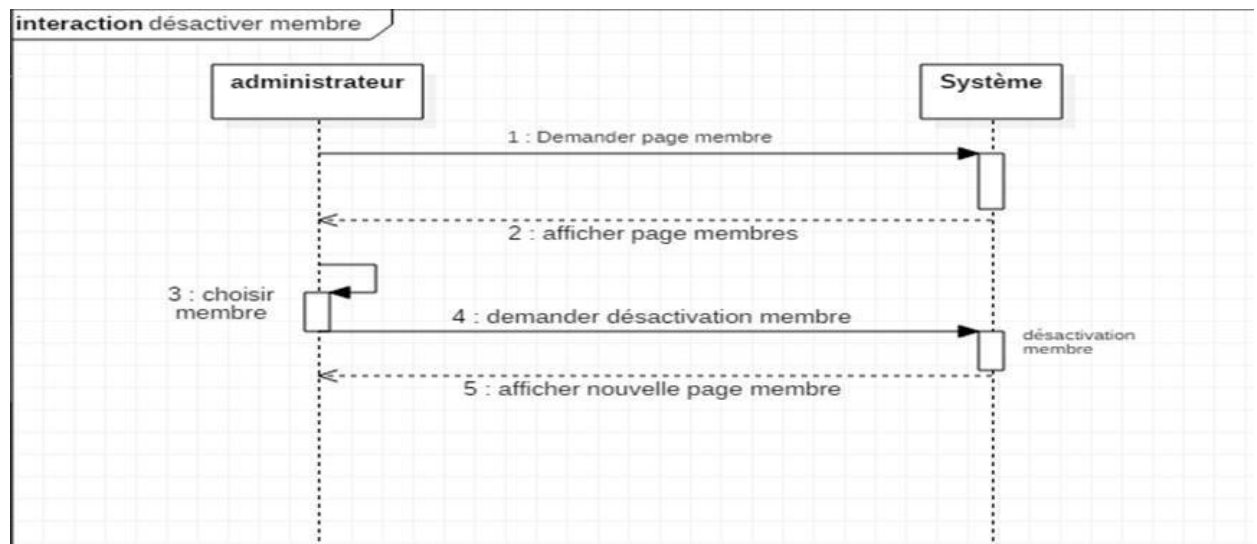 interaction désactiver membre
administrateur
Système
1 : Demander page membre
2 : afficher page membres
3 : choisir
membre
4 : demander désactivation membre
désactivation
membre
5 : afficher nouvelle page membre